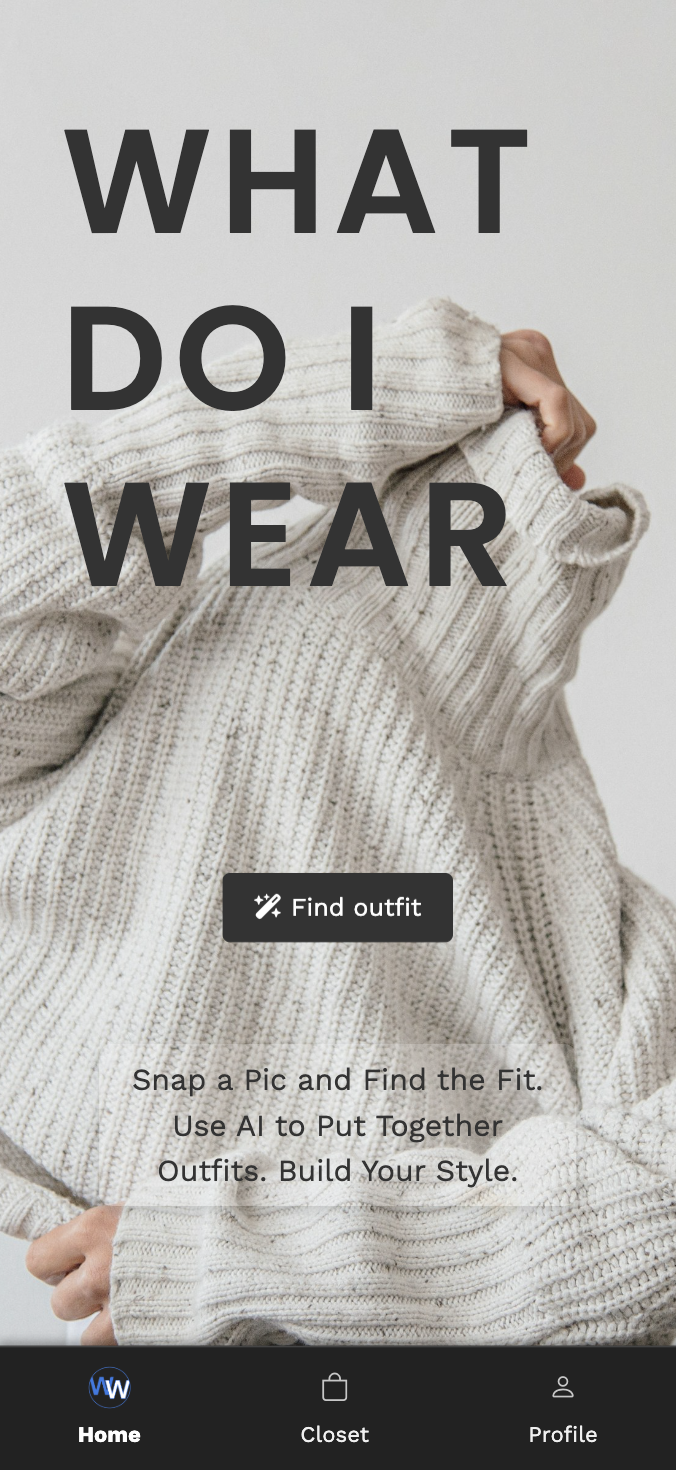 WHAT
DO I
WEAR
Find outfit
Snap a Pic and Find the Fit.
Use AI to Put Together
Outfits. Build Your Style.
W W
Home
Closet
Profile